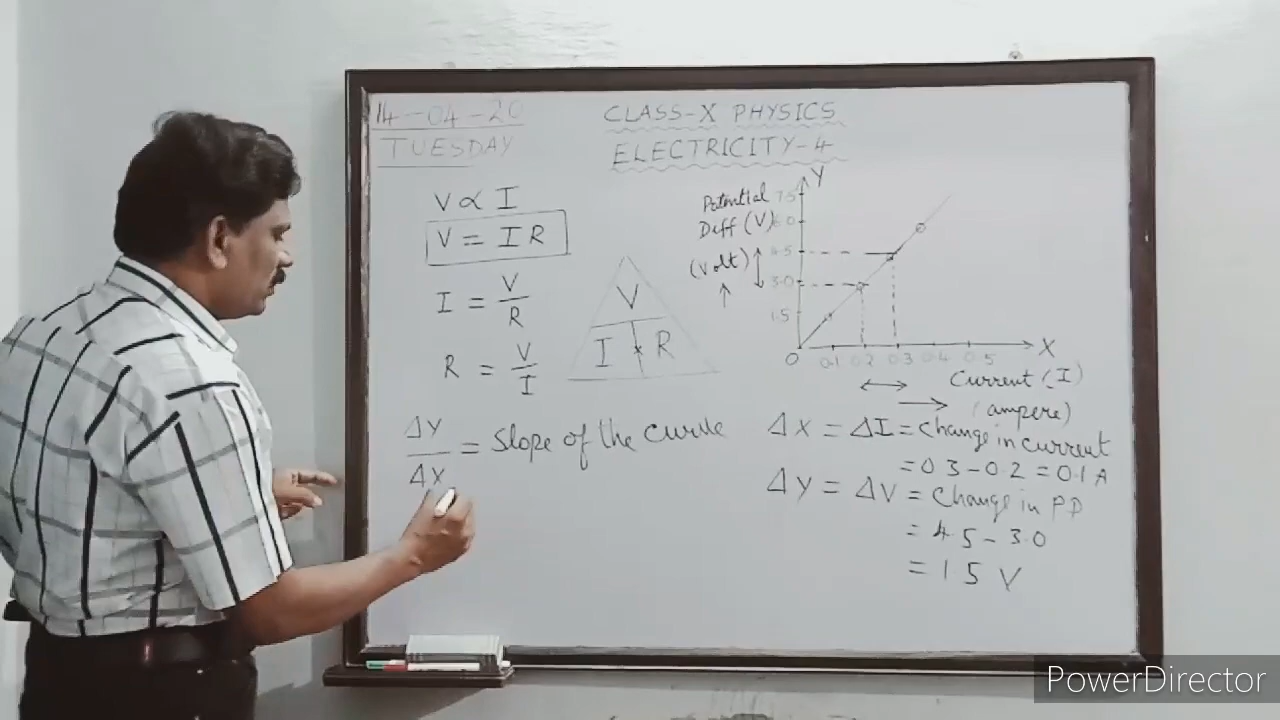 14-04-20
TUESDAY
CLASS-X PHYSICS
ELECTRICITY-4
V ∝ I
V = IR
I = V/R
R = V/I
V
I R
ΔY/ΔX = Slope of the curve
Y
Potential 7.5
Diff (V) 6.0
4.5
(Volt) 3.0
1.5
O 0.1 0.2 0.3 0.4 0.5 X
Current (I)
(ampere)
ΔX = ΔI = Change in current
= 0.3 - 0.2 = 0.1 A
ΔY = ΔV = Change in PD
= 4.5 - 3.0
= 1.5 V
PowerDirector